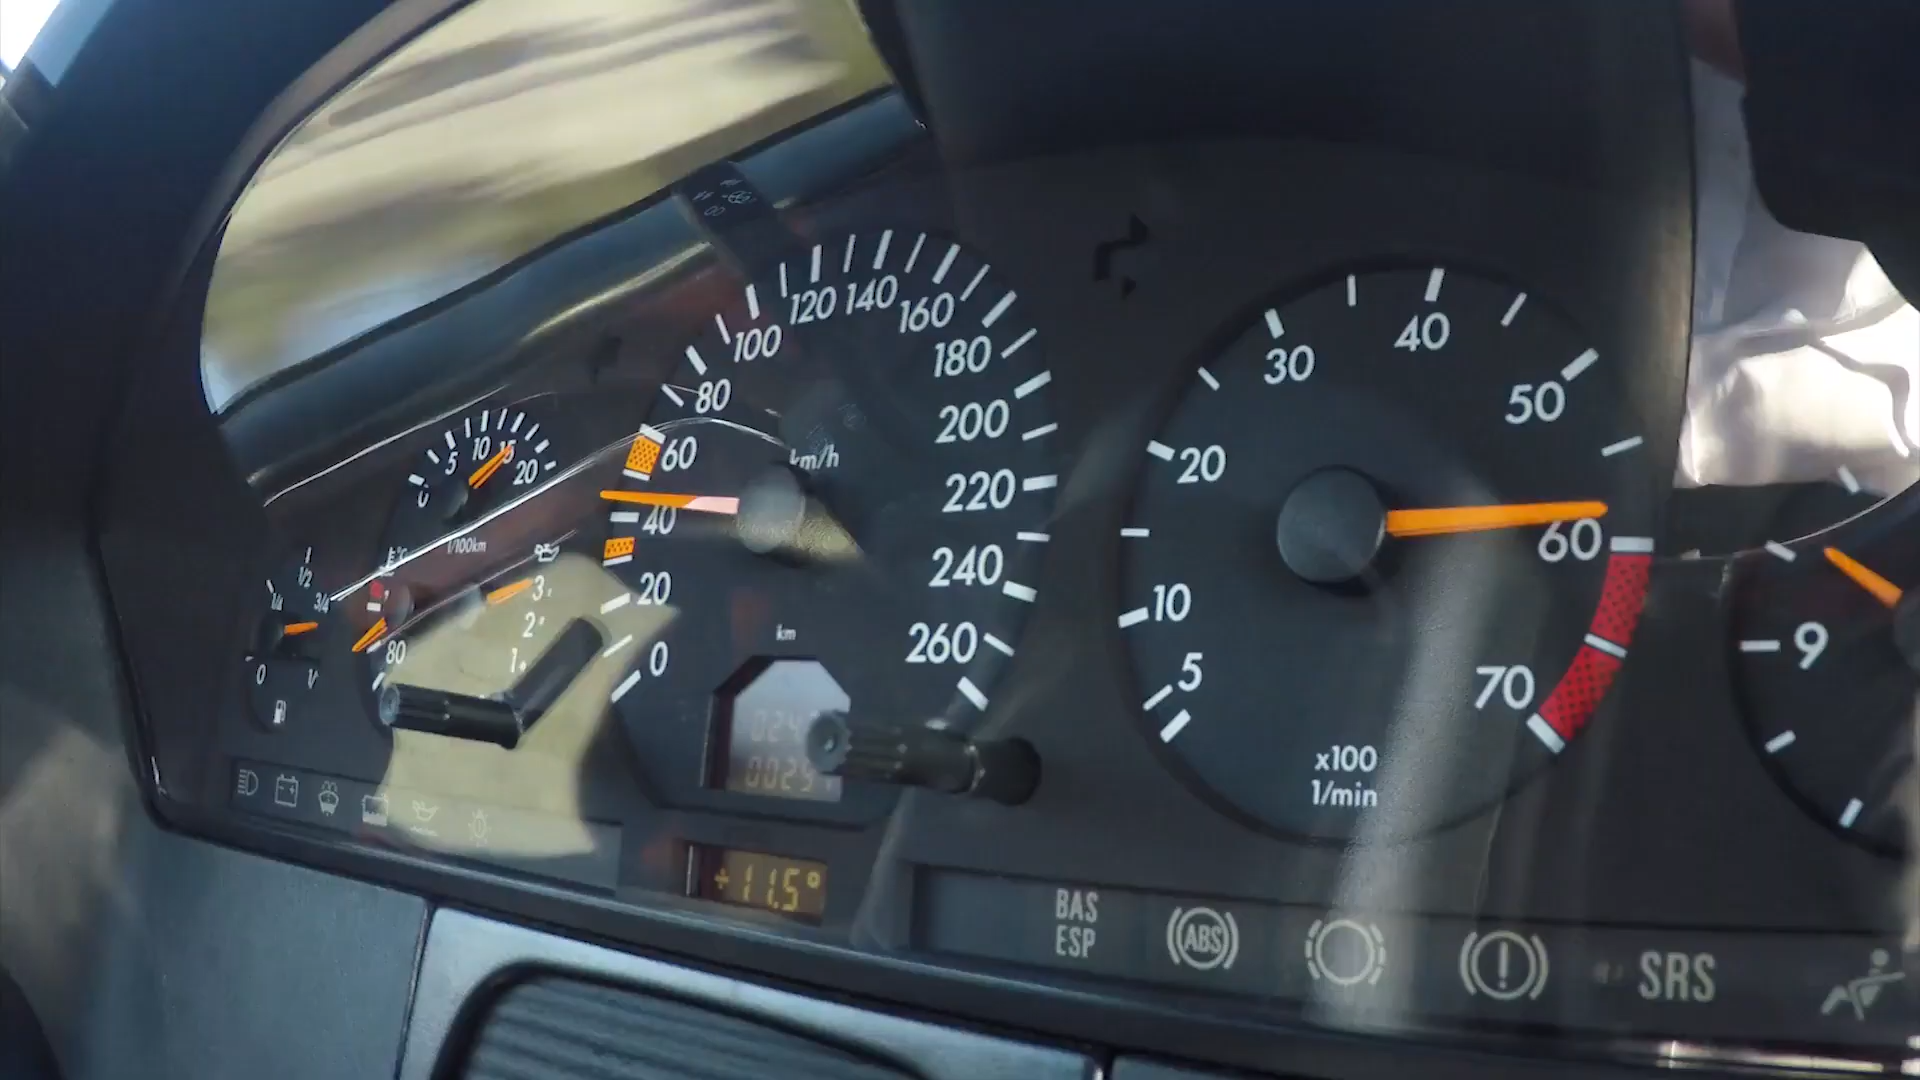 0 5 10 15 20
l/100km
0 1/4 1/2 3/4 1/
°C
80
3
2
1
0 20 40 60 80 100 120 140 160 180 200 220 240 260
km/h
km
+11.5°
5 10 20 30 40 50 60 70
x100
1/min
9
BAS
ESP
ABS
SRS